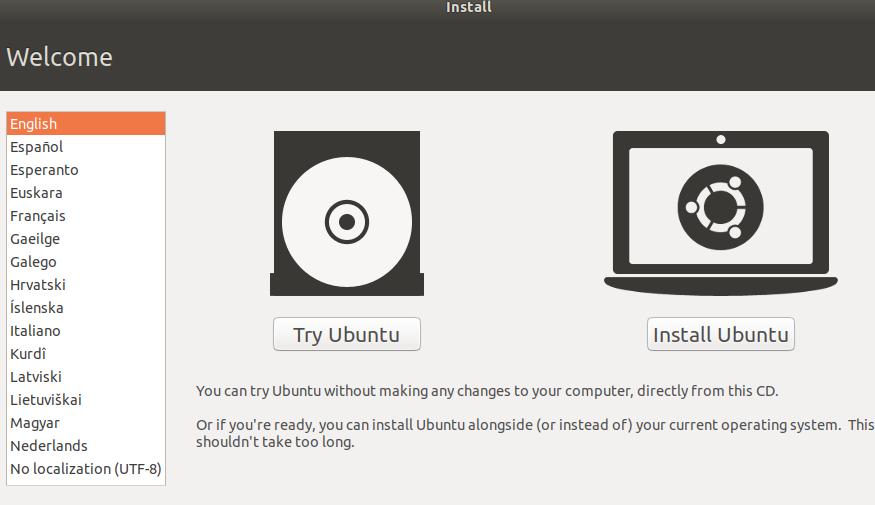 Install
Welcome
English
Español
Esperanto
Euskara
Français
Gaeilge
Galego
Hrvatski
Íslenska
Italiano
Kurdî
Latviski
Lietuviškai
Magyar
Nederlands
No localization (UTF-8)
Try Ubuntu
Install Ubuntu
You can try Ubuntu without making any changes to your computer, directly from this CD.
Or if you're ready, you can install Ubuntu alongside (or instead of) your current operating system. This
shouldn't take too long.